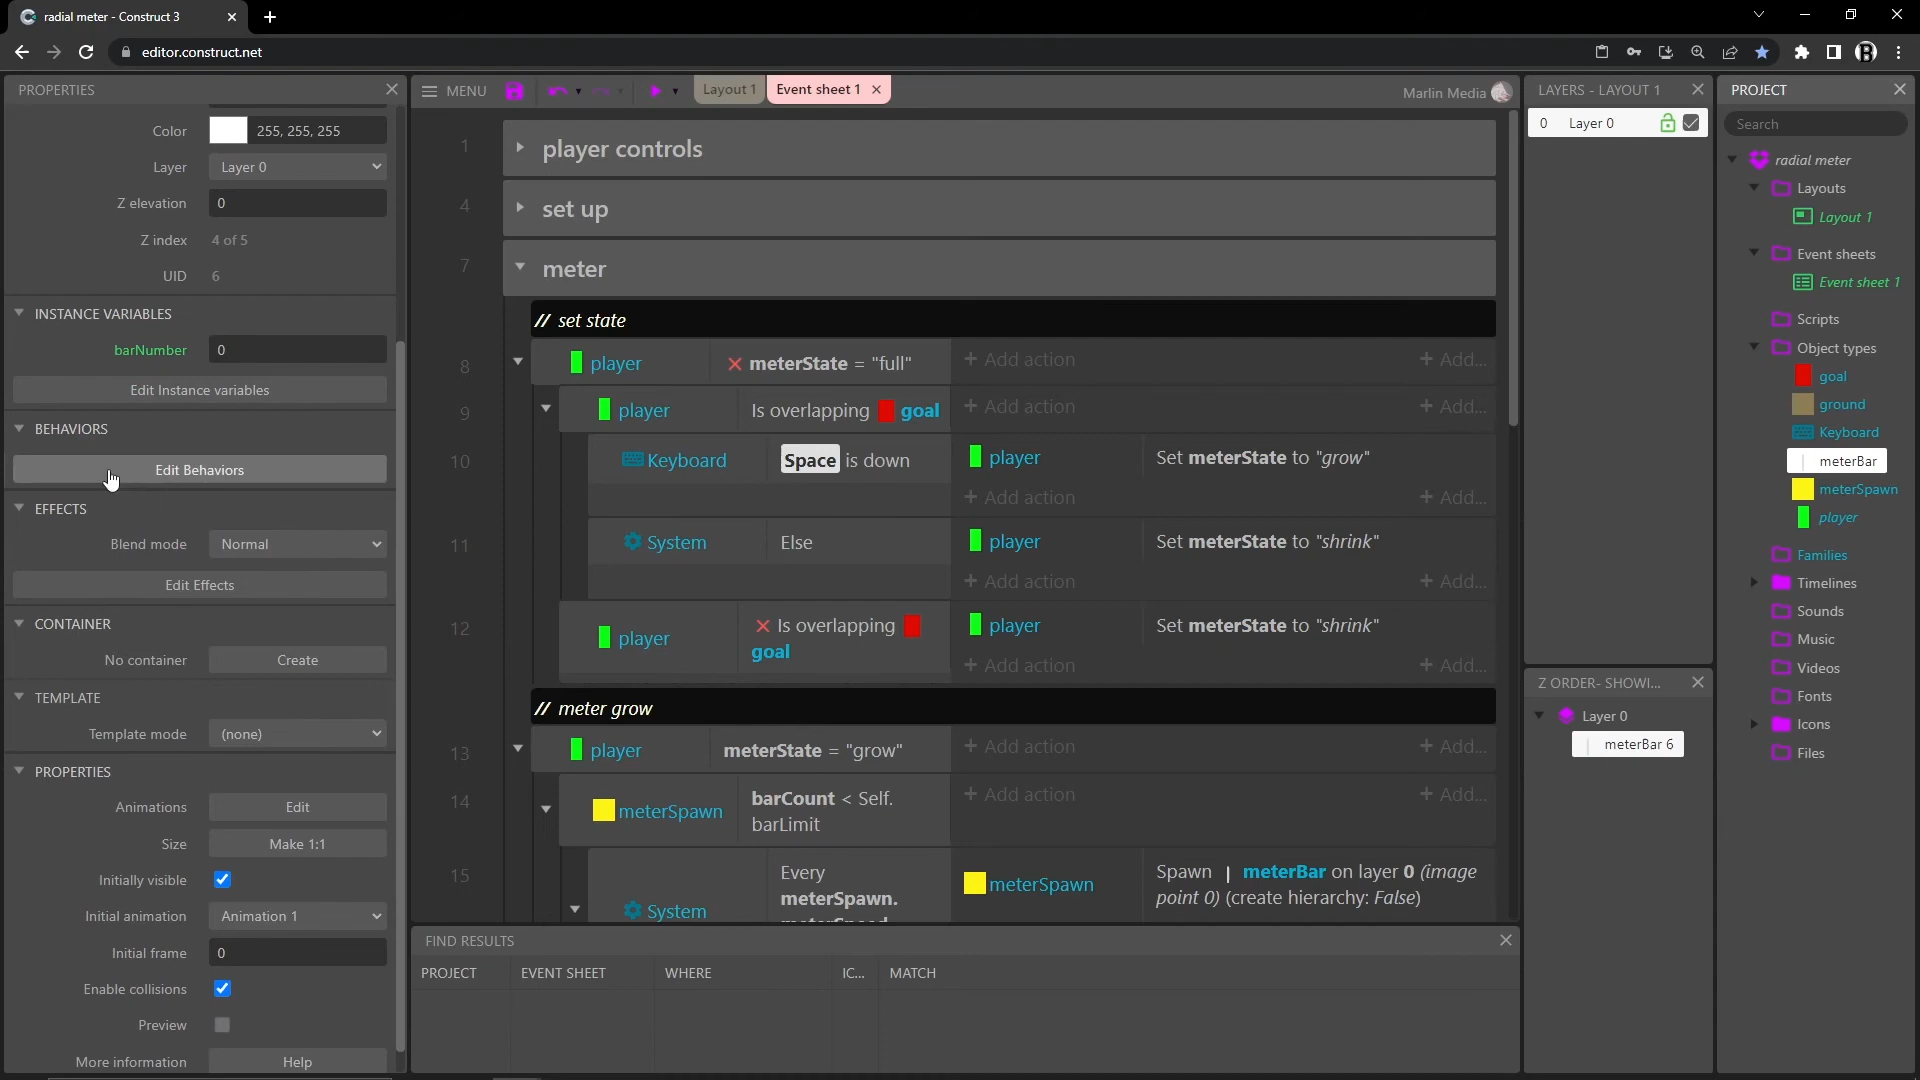 radial meter - Construct 3
editor.construct.net
PROPERTIES
Color 255, 255, 255
Layer Layer 0
Z elevation 0
Z index 4 of 5
UID 6
INSTANCE VARIABLES
barNumber 0
Edit Instance variables
BEHAVIORS
Edit Behaviors
EFFECTS
Blend mode Normal
Edit Effects
CONTAINER
No container Create
TEMPLATE
Template mode (none)
PROPERTIES
Animations Edit
Size Make 1:1
Initially visible
Initial animation Animation 1
Initial frame 0
Enable collisions
Preview
More information Help
MENU
Layout 1
Event sheet 1
Marlin Media
1 player controls
4 set up
7 meter
// set state
8 player meterState = "full" + Add action + Add...
9 player Is overlapping goal + Add action + Add...
10 Keyboard Space is down player Set meterState to "grow"
+ Add action + Add...
11 System Else player Set meterState to "shrink"
+ Add action + Add...
12 player Is overlapping goal player Set meterState to "shrink"
+ Add action + Add...
// meter grow
13 player meterState = "grow" + Add action + Add...
14 meterSpawn barCount < Self. + Add action + Add...
barLimit
15 System Every
meterSpawn.
meterSpawn Spawn meterBar on layer 0 (image
point 0) (create hierarchy: False)
FIND RESULTS
PROJECT EVENT SHEET WHERE IC... MATCH
LAYERS - LAYOUT 1
0 Layer 0
Z ORDER- SHOWI...
Layer 0
meterBar 6
PROJECT
Search
radial meter
Layouts
Layout 1
Event sheets
Event sheet 1
Scripts
Object types
goal
ground
Keyboard
meterBar
meterSpawn
player
Families
Timelines
Sounds
Music
Videos
Fonts
Icons
Files